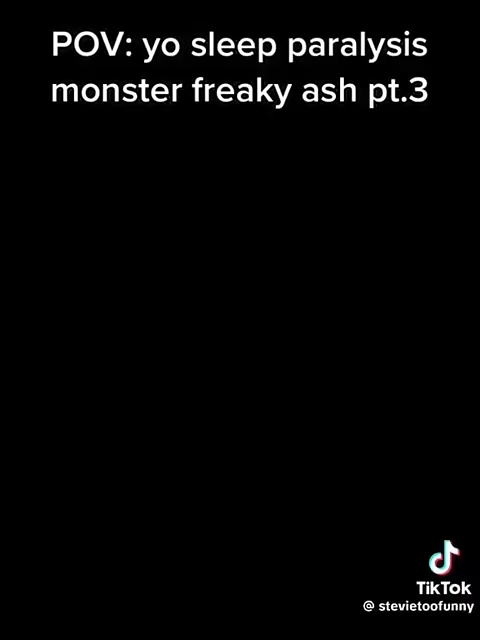 POV: yo sleep paralysis
monster freaky ash pt.3
TikTok
@ stevietoofunny